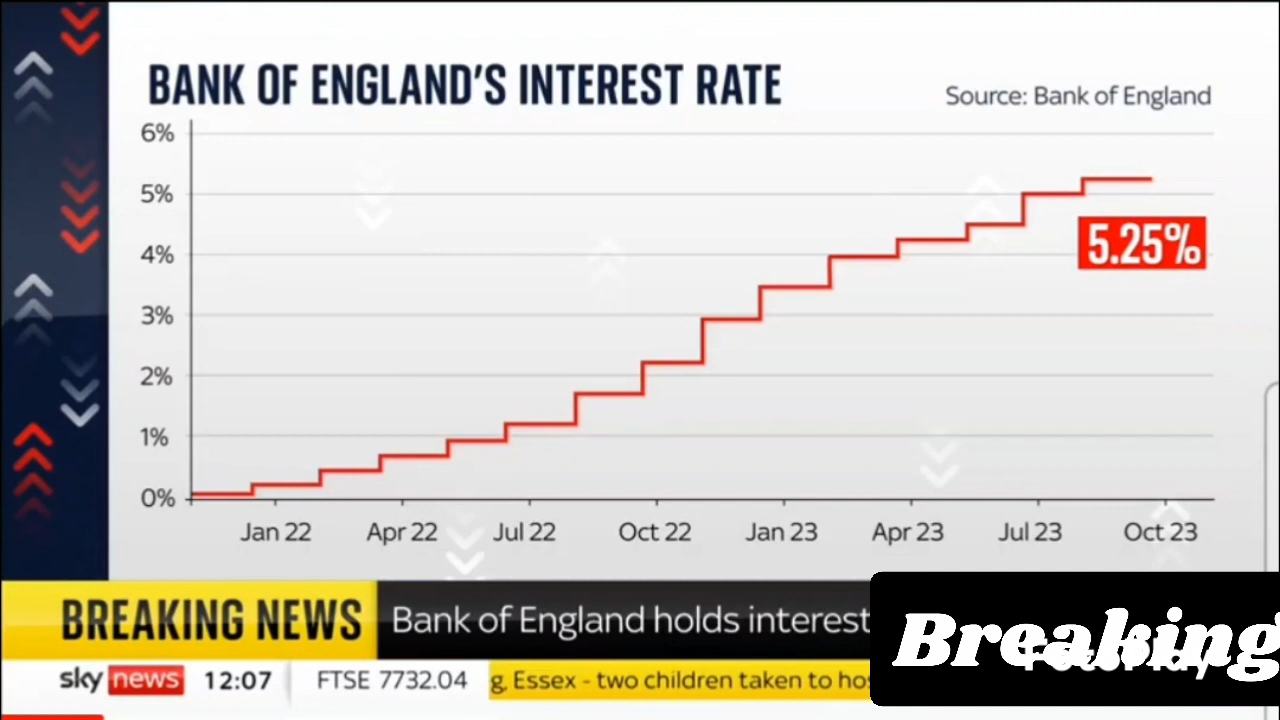 BANK OF ENGLAND'S INTEREST RATE
Source: Bank of England
6%
5%
5.25%
4%
3%
2%
1%
0%
Jan 22 Apr 22 Jul 22 Oct 22 Jan 23 Apr 23 Jul 23 Oct 23
BREAKING NEWS Bank of England holds interest
Breaking
sky news 12:07 FTSE 7732.04 g, Essex - two children taken to hos